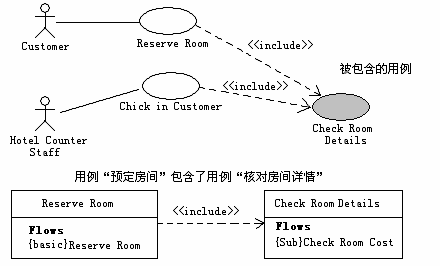 Customer
Reserve Room
<<include>>
被包含的用例
<<include>>
Chick in Customer
Hotel Counter
Staff
Check Room
Details
用例“预定房间”包含了用例“核对房间详情”
Reserve Room
Flows
{basic}Reserve Room
<<include>>
Check Room Details
Flows
{Sub}Check Room Cost